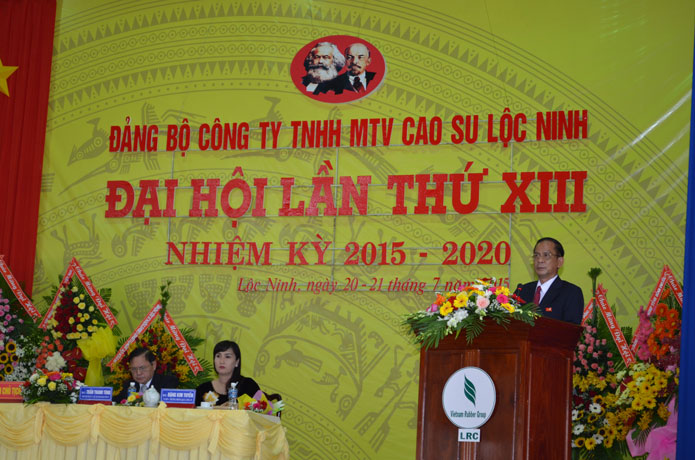 ĐẢNG BỘ CÔNG TY TNHH MTV CAO SU LỘC NINH
ĐẠI HỘI LẦN THỨ XIII
NHIỆM KỲ 2015 - 2020
Lộc Ninh, ngày 20 - 21 tháng 7 năm 2015
Vietnam Rubber Group
LRC